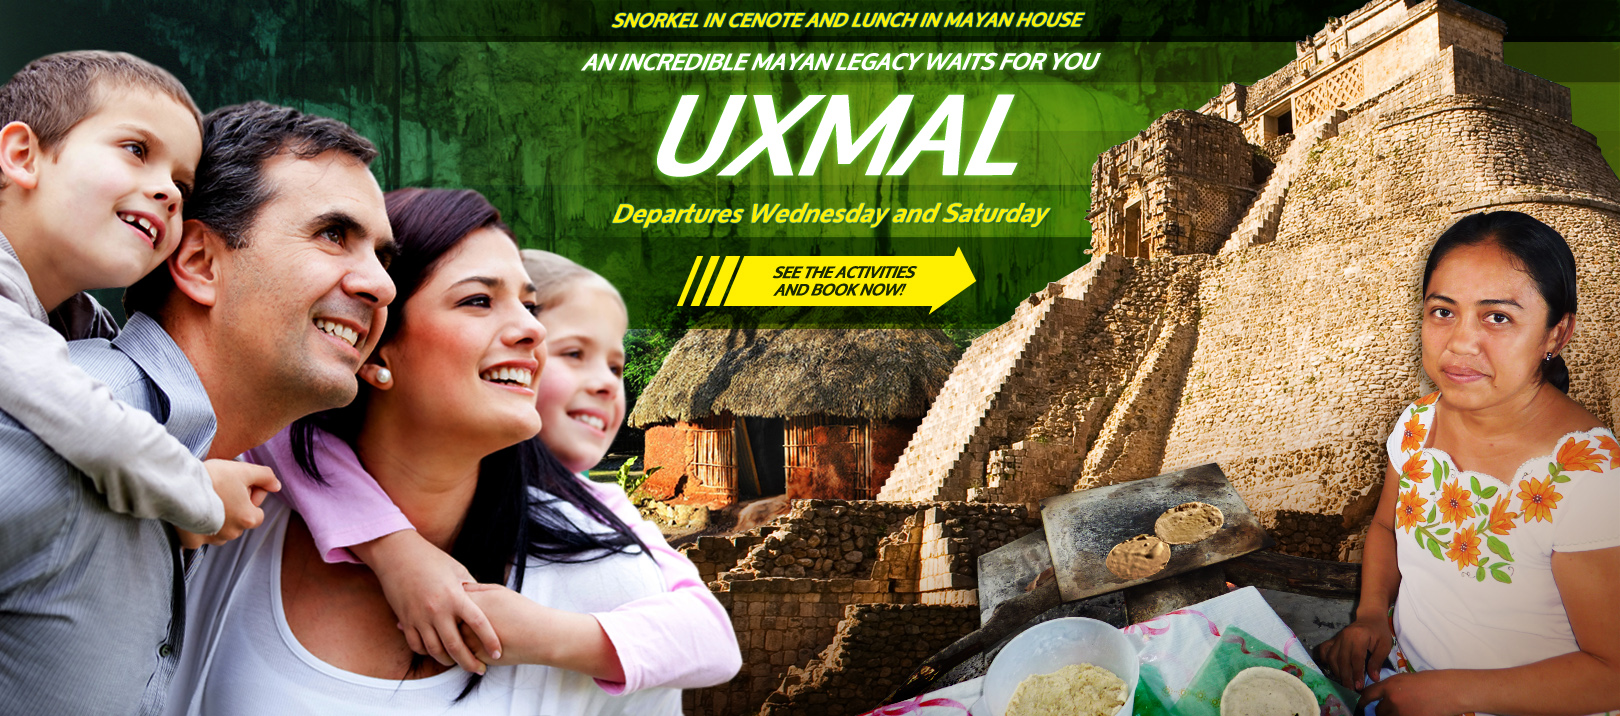 SNORKEL IN CENOTE AND LUNCH IN MAYAN HOUSE
AN INCREDIBLE MAYAN LEGACY WAITS FOR YOU
UXMAL
Departures Wednesday and Saturday
SEE THE ACTIVITIES
AND BOOK NOW!